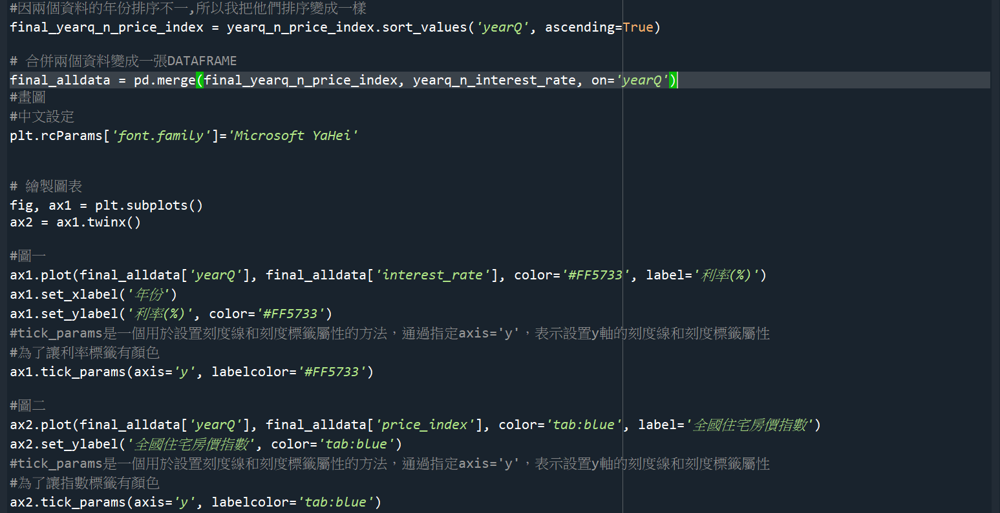 #因兩個資料的年份排序不一,所以我把他們排序變成一樣
final_yearq_n_price_index = yearq_n_price_index.sort_values('yearQ', ascending=True)
# 合併兩個資料變成一張DATAFRAME
final_alldata = pd.merge(final_yearq_n_price_index, yearq_n_interest_rate, on='yearQ')
#畫圖
#中文設定
plt.rcParams['font.family']='Microsoft YaHei'
# 繪製圖表
fig, ax1 = plt.subplots()
ax2 = ax1.twinx()
#圖一
ax1.plot(final_alldata['yearQ'], final_alldata['interest_rate'], color='#FF5733', label='利率(%)')
ax1.set_xlabel('年份')
ax1.set_ylabel('利率(%)', color='#FF5733')
#tick_params是一個用於設置刻度線和刻度標籤屬性的方法，通過指定axis='y'，表示設置y軸的刻度線和刻度標籤屬性
#為了讓利率標籤有顏色
ax1.tick_params(axis='y', labelcolor='#FF5733')
#圖二
ax2.plot(final_alldata['yearQ'], final_alldata['price_index'], color='tab:blue', label='全國住宅房價指數')
ax2.set_ylabel('全國住宅房價指數', color='tab:blue')
#tick_params是一個用於設置刻度線和刻度標籤屬性的方法，通過指定axis='y'，表示設置y軸的刻度線和刻度標籤屬性
#為了讓指數標籤有顏色
ax2.tick_params(axis='y', labelcolor='tab:blue')